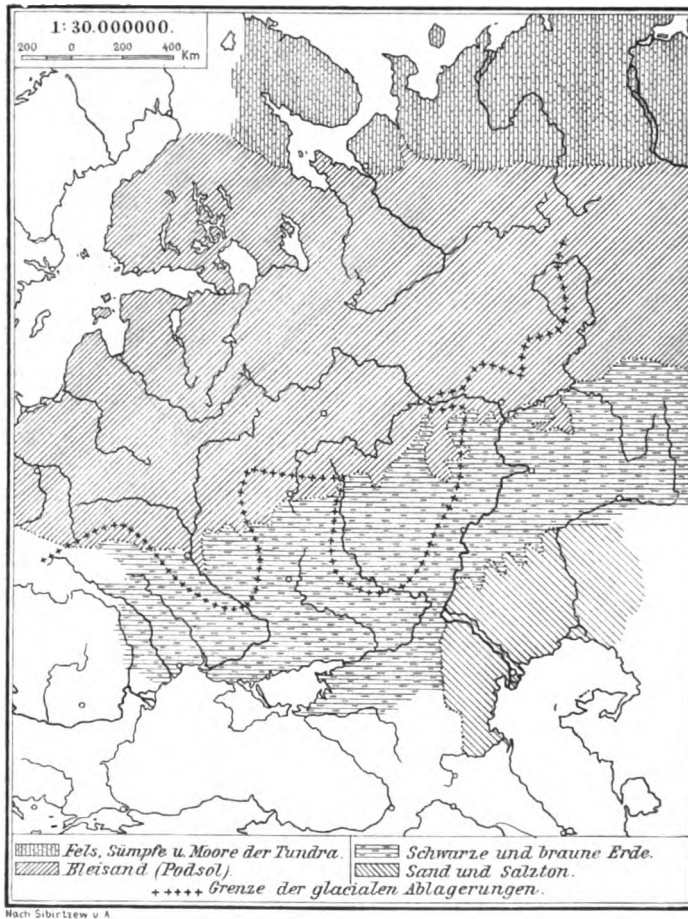 1:30.000000.
200 0 200 400 Km
Fels, Sümpfe u. Moore der Tundra.
Schwarze und braune Erde.
Bleisand (Podsol).
Sand und Salzton.
+++++ Grenze der glacialen Ablagerungen.
Nach Sibirtzew u. A.